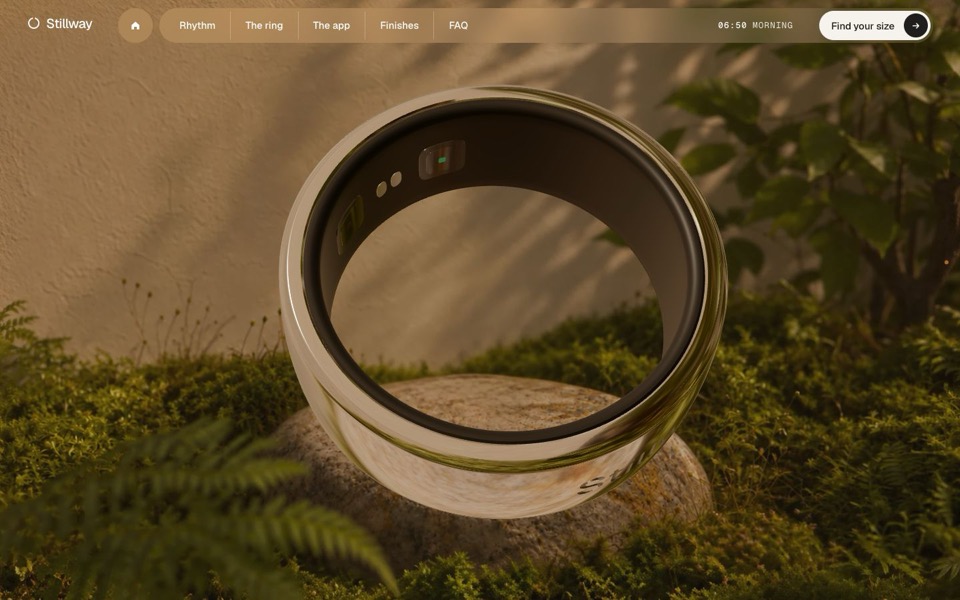 Stillway
Rhythm
The ring
The app
Finishes
FAQ
06:50 MORNING
Find your size